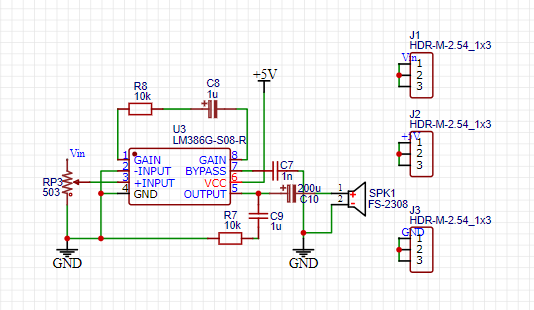 J1
HDR-M-2.54_1x3
Vin
1
2
3
+5V
R8
10k
C8
1u
+
J2
HDR-M-2.54_1x3
+5V
1
2
3
U3
LM386G-S08-R
Vin
RP3
503
1 GAIN GAIN 8
2 -INPUT BYPASS 7
3 +INPUT VCC 6
4 GND OUTPUT 5
C7
1n
+
200u
C10
1
2
+
-
SPK1
FS-2308
R7
10k
C9
1u
J3
HDR-M-2.54_1x3
GND
1
2
3
GND
GND